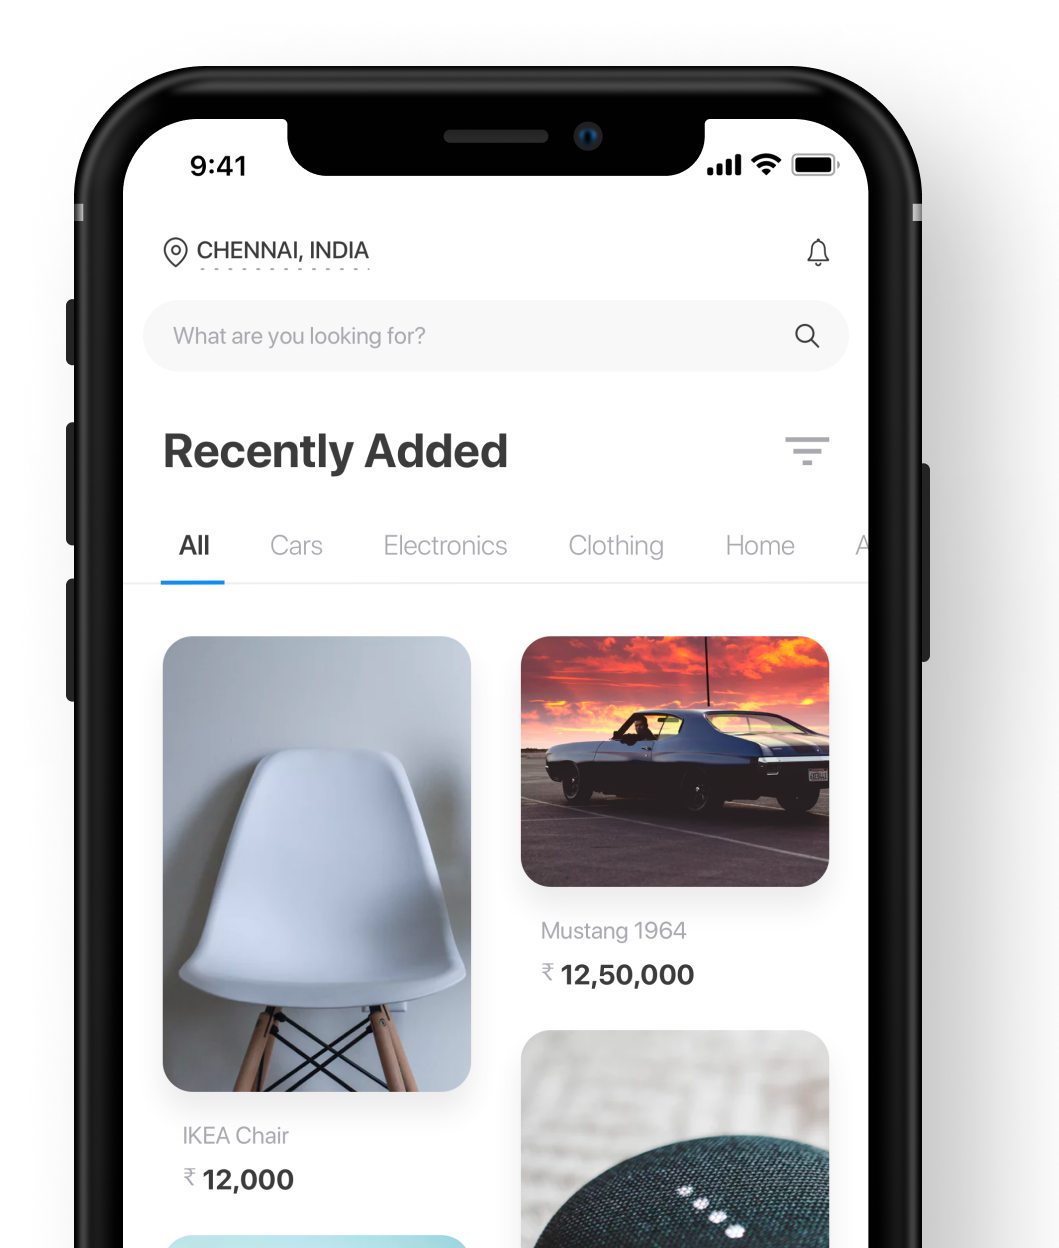 9:41
CHENNAI, INDIA
What are you looking for?
Recently Added
All Cars Electronics Clothing Home A
IKEA Chair
₹ 12,000
Mustang 1964
₹ 12,50,000